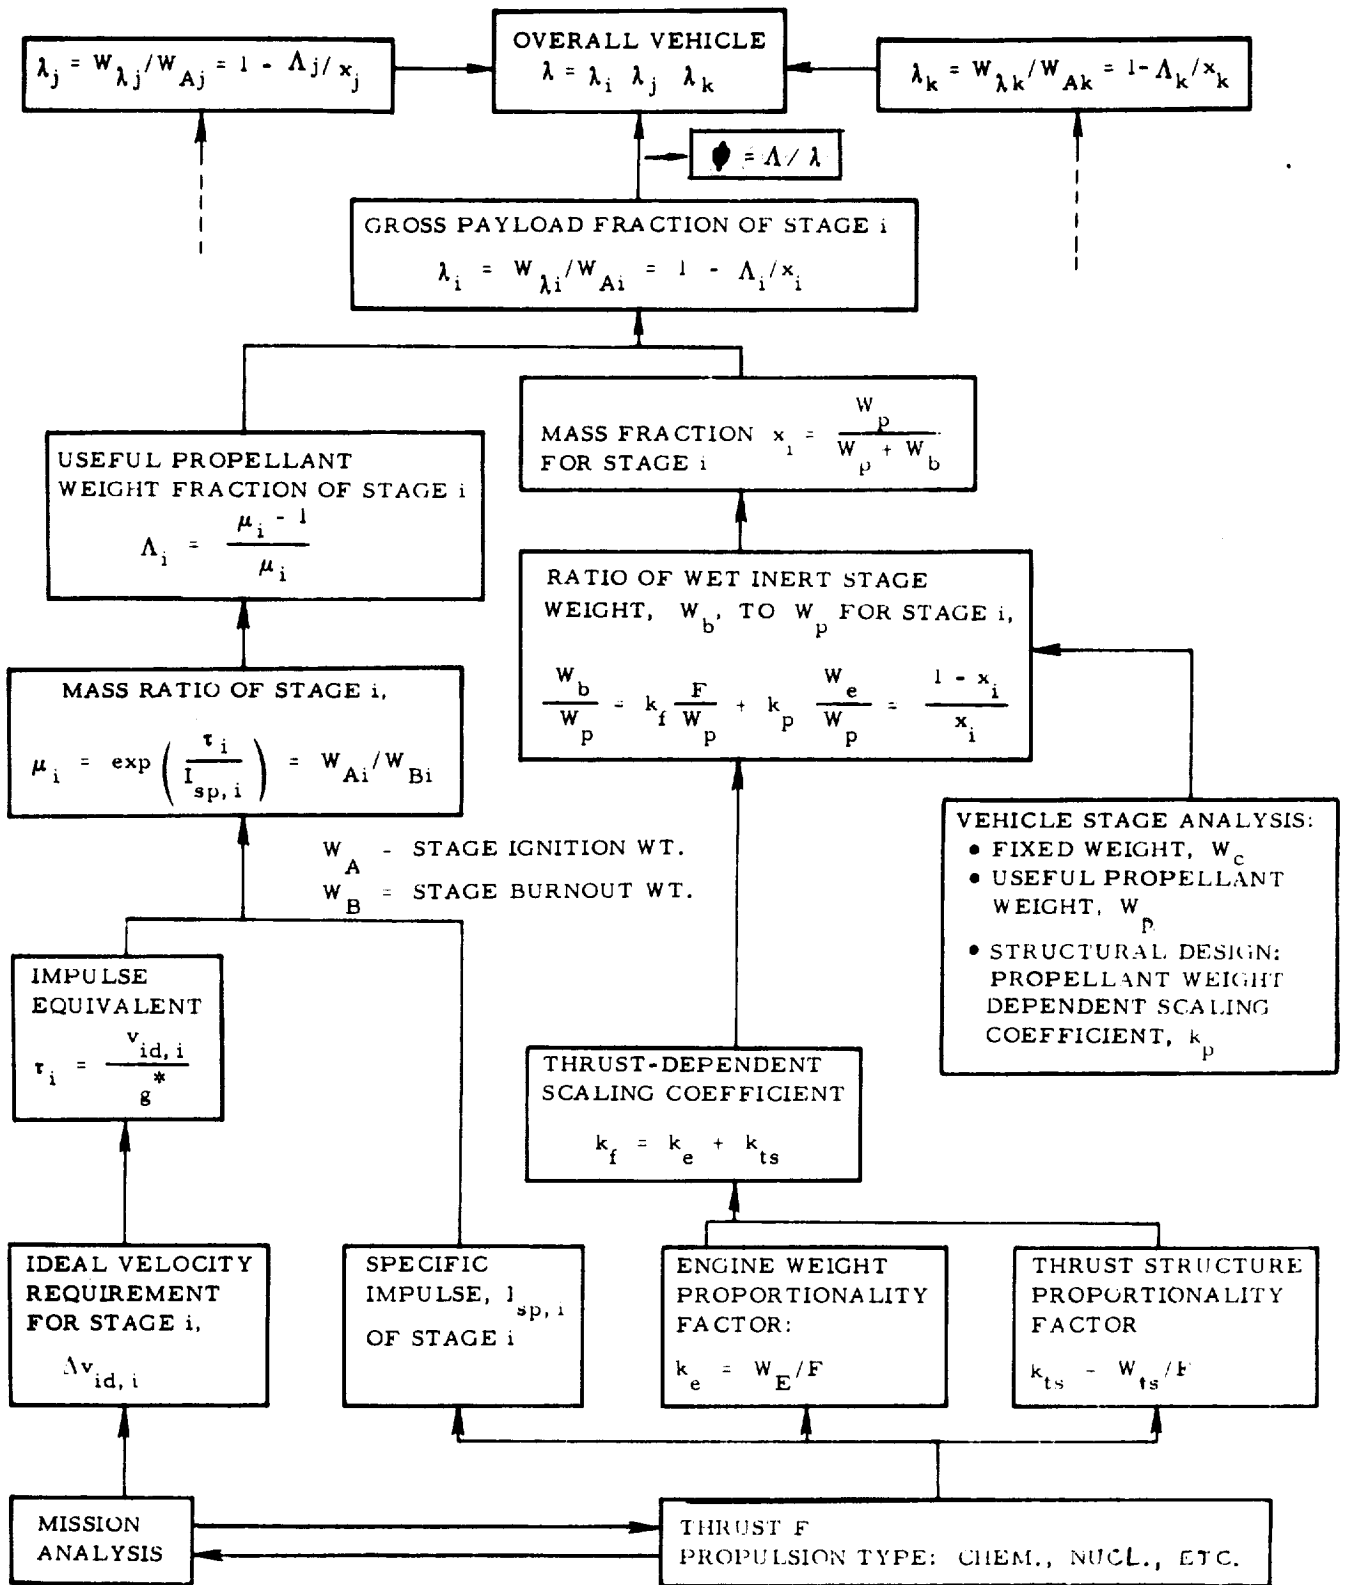 λj = Wλj/WAj = 1 - Λj/xj
OVERALL VEHICLE
λ = λi λj λk
λk = Wλk/WAk = 1-Λk/xk
= Λ/λ
GROSS PAYLOAD FRACTION OF STAGE i
λi = Wλi/WAi = 1 - Λi/xi
USEFUL PROPELLANT
WEIGHT FRACTION OF STAGE i
Λi = (μi - 1)/μi
MASS FRACTION xi = Wp/(Wp + Wb)
FOR STAGE i
MASS RATIO OF STAGE i,
μi = exp (τi/Isp, i) = WAi/WBi
RATIO OF WET INERT STAGE
WEIGHT, Wb, TO Wp FOR STAGE i,
Wb/Wp = kf F/Wp + kp We/Wp = (1 - xi)/xi
WA - STAGE IGNITION WT.
WB = STAGE BURNOUT WT.
VEHICLE STAGE ANALYSIS:
• FIXED WEIGHT, Wc
• USEFUL PROPELLANT
WEIGHT, Wp
• STRUCTURAL DESIGN:
PROPELLANT WEIGHT
DEPENDENT SCALING
COEFFICIENT, kp
IMPULSE
EQUIVALENT
τi = vid, i/g*
THRUST-DEPENDENT
SCALING COEFFICIENT
kf = ke + kts
IDEAL VELOCITY
REQUIREMENT
FOR STAGE i,
Δvid, i
SPECIFIC
IMPULSE, Isp, i
OF STAGE i
ENGINE WEIGHT
PROPORTIONALITY
FACTOR:
ke = WE/F
THRUST STRUCTURE
PROPORTIONALITY
FACTOR
kts - Wts/F
MISSION
ANALYSIS
THRUST F
PROPULSION TYPE: CHEM., NUCL., ETC.